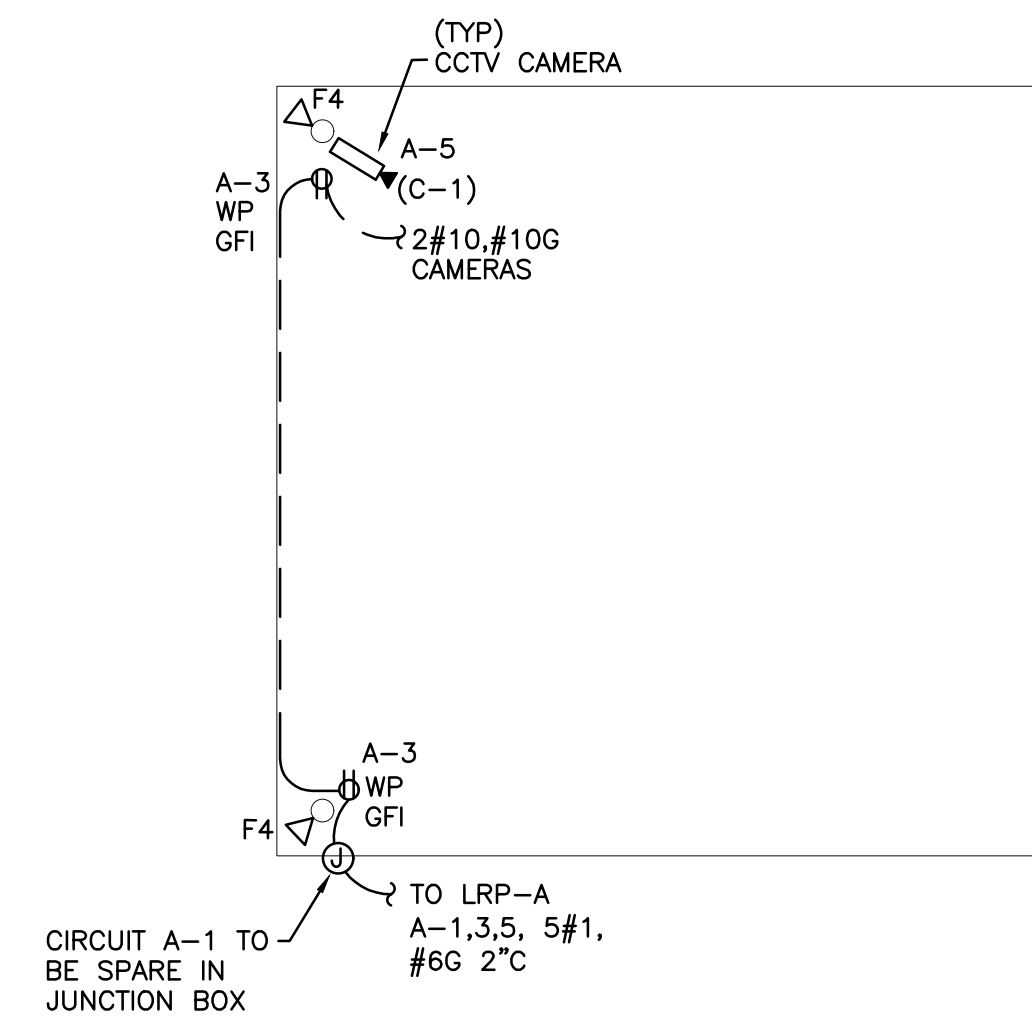 (TYP)
CCTV CAMERA
F4
A-5
(C-1)
A-3
WP
GFI
2#10,#10G
CAMERAS
A-3
WP
GFI
F4
J
TO LRP-A
A-1,3,5, 5#1,
#6G 2"C
CIRCUIT A-1 TO
BE SPARE IN
JUNCTION BOX